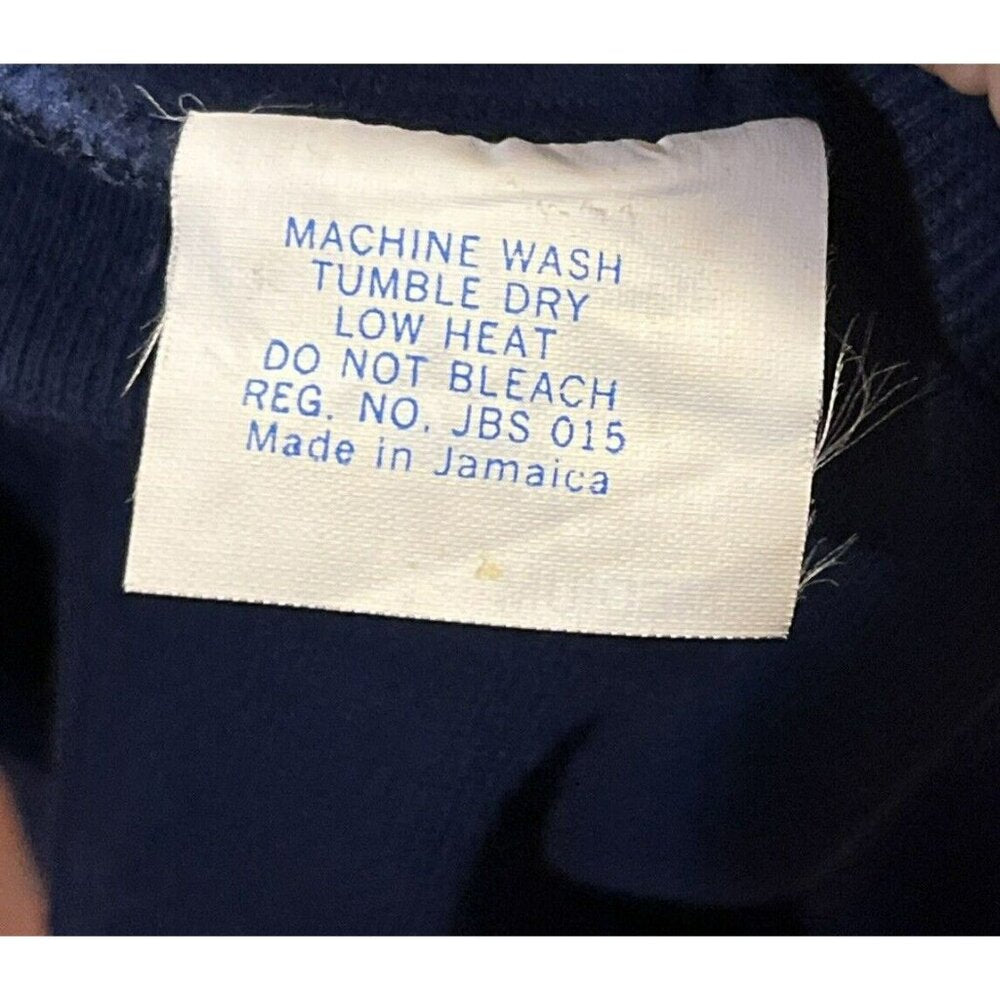 MACHINE WASH
TUMBLE DRY
LOW HEAT
DO NOT BLEACH
REG. NO. JBS 015
Made in Jamaica